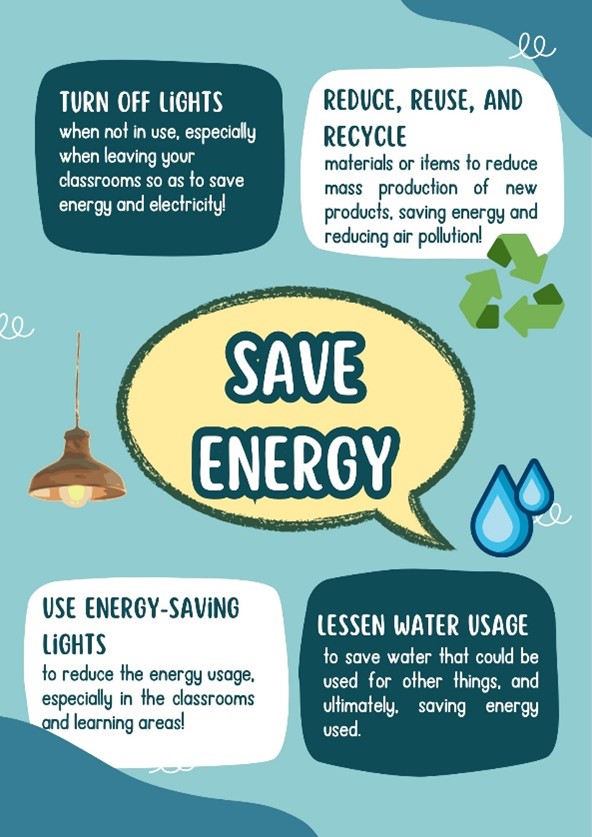 TURN OFF LIGHTS
when not in use, especially
when leaving your
classrooms so as to save
energy and electricity!
REDUCE, REUSE, AND
RECYCLE
materials or items to reduce
mass production of new
products, saving energy and
reducing air pollution!
SAVE
ENERGY
USE ENERGY-SAVING
LIGHTS
to reduce the energy usage,
especially in the classrooms
and learning areas!
LESSEN WATER USAGE
to save water that could be
used for other things, and
ultimately, saving energy
used.